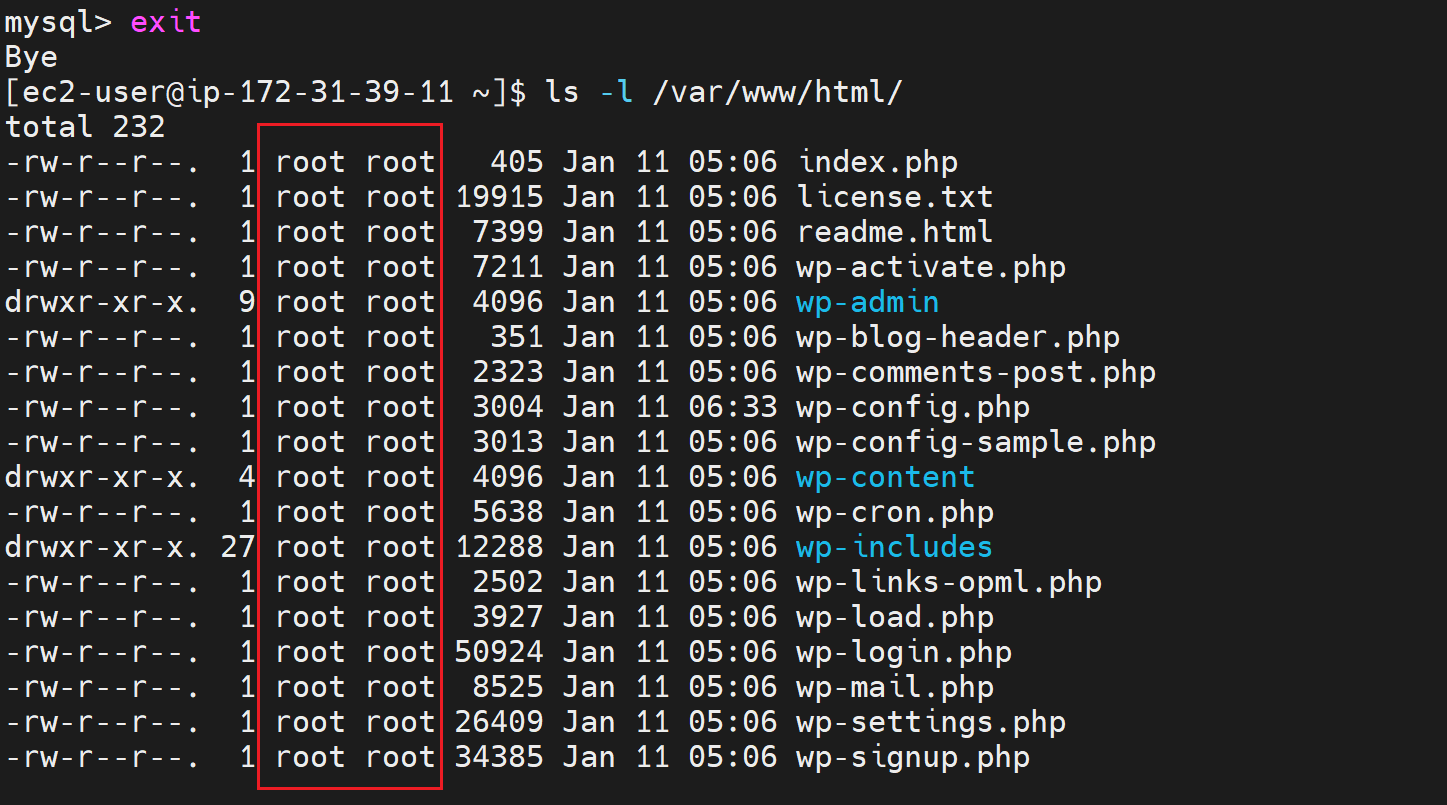 mysql> exit
Bye
[ec2-user@ip-172-31-39-11 ~]$ ls -l /var/www/html/
total 232
-rw-r--r--.  1 root root   405 Jan 11 05:06 index.php
-rw-r--r--.  1 root root 19915 Jan 11 05:06 license.txt
-rw-r--r--.  1 root root  7399 Jan 11 05:06 readme.html
-rw-r--r--.  1 root root  7211 Jan 11 05:06 wp-activate.php
drwxr-xr-x.  9 root root  4096 Jan 11 05:06 wp-admin
-rw-r--r--.  1 root root   351 Jan 11 05:06 wp-blog-header.php
-rw-r--r--.  1 root root  2323 Jan 11 05:06 wp-comments-post.php
-rw-r--r--.  1 root root  3004 Jan 11 06:33 wp-config.php
-rw-r--r--.  1 root root  3013 Jan 11 05:06 wp-config-sample.php
drwxr-xr-x.  4 root root  4096 Jan 11 05:06 wp-content
-rw-r--r--.  1 root root  5638 Jan 11 05:06 wp-cron.php
drwxr-xr-x. 27 root root 12288 Jan 11 05:06 wp-includes
-rw-r--r--.  1 root root  2502 Jan 11 05:06 wp-links-opml.php
-rw-r--r--.  1 root root  3927 Jan 11 05:06 wp-load.php
-rw-r--r--.  1 root root 50924 Jan 11 05:06 wp-login.php
-rw-r--r--.  1 root root  8525 Jan 11 05:06 wp-mail.php
-rw-r--r--.  1 root root 26409 Jan 11 05:06 wp-settings.php
-rw-r--r--.  1 root root 34385 Jan 11 05:06 wp-signup.php